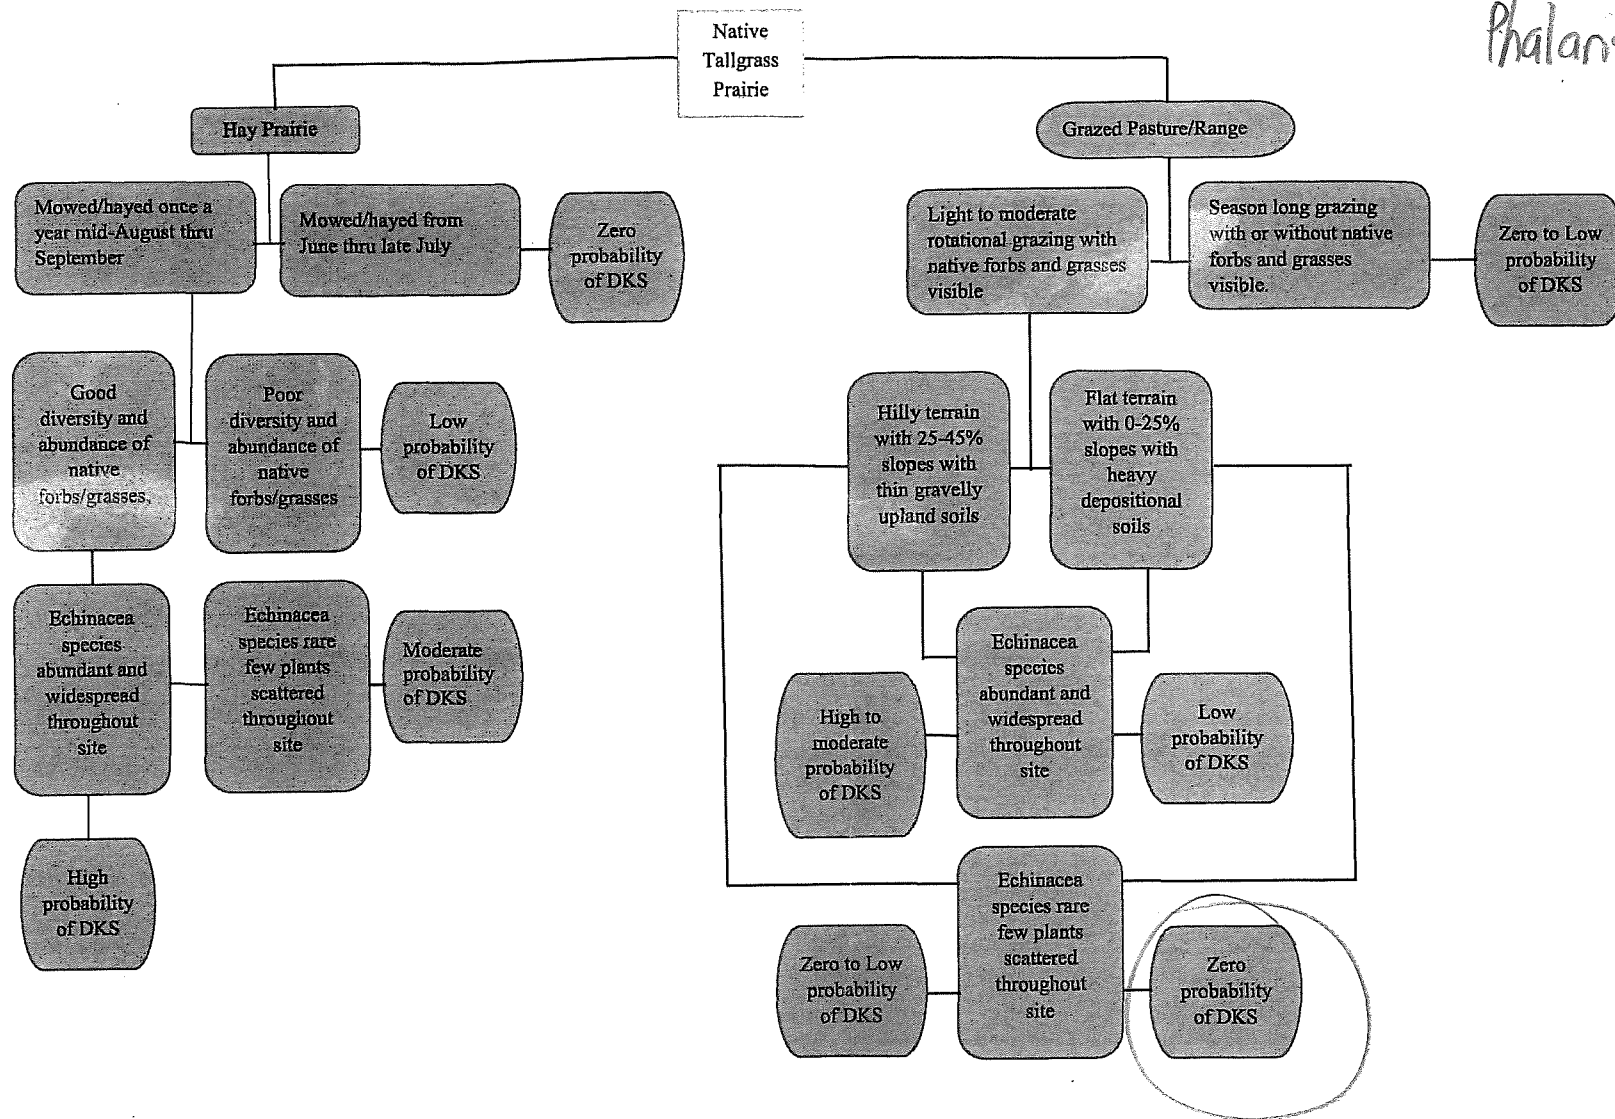 Native
Tallgrass
Prairie
Hay Prairie
Grazed Pasture/Range
Mowed/hayed once a
year mid-August thru
September
Mowed/hayed from
June thru late July
Zero
probability
of DKS
Light to moderate
rotational grazing with
native forbs and grasses
visible
Season long grazing
with or without native
forbs and grasses
visible.
Zero to Low
probability
of DKS
Good
diversity and
abundance of
native
forbs/grasses,
Poor
diversity and
abundance of
native
forbs/grasses
Low
probability
of DKS
Hilly terrain
with 25-45%
slopes with
thin gravelly
upland soils
Flat terrain
with 0-25%
slopes with
heavy
depositional
soils
Echinacea
species
abundant and
widespread
throughout
site
Echinacea
species rare
few plants
scattered
throughout
site
Moderate
probability
of DKS
High to
moderate
probability
of DKS
Echinacea
species
abundant and
widespread
throughout
site
Low
probability
of DKS
High
probability
of DKS
Zero to Low
probability
of DKS
Echinacea
species rare
few plants
scattered
throughout
site
Zero
probability
of DKS